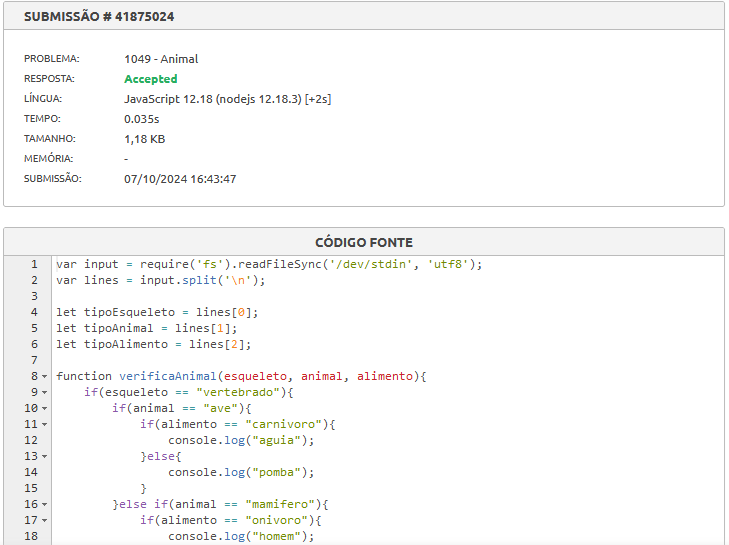 SUBMISSÃO # 41875024
PROBLEMA: 1049 - Animal
RESPOSTA: Accepted
LÍNGUA: JavaScript 12.18 (nodejs 12.18.3) [+2s]
TEMPO: 0.035s
TAMANHO: 1,18 KB
MEMÓRIA: -
SUBMISSÃO: 07/10/2024 16:43:47
CÓDIGO FONTE
1 var input = require('fs').readFileSync('/dev/stdin', 'utf8');
2 var lines = input.split('\n');
3
4 let tipoEsqueleto = lines[0];
5 let tipoAnimal = lines[1];
6 let tipoAlimento = lines[2];
7
8 function verificaAnimal(esqueleto, animal, alimento){
9     if(esqueleto == "vertebrado"){
10         if(animal == "ave"){
11             if(alimento == "carnivoro"){
12                 console.log("aguia");
13             }else{
14                 console.log("pomba");
15             }
16         }else if(animal == "mamifero"){
17             if(alimento == "onivoro"){
18                 console.log("homem");